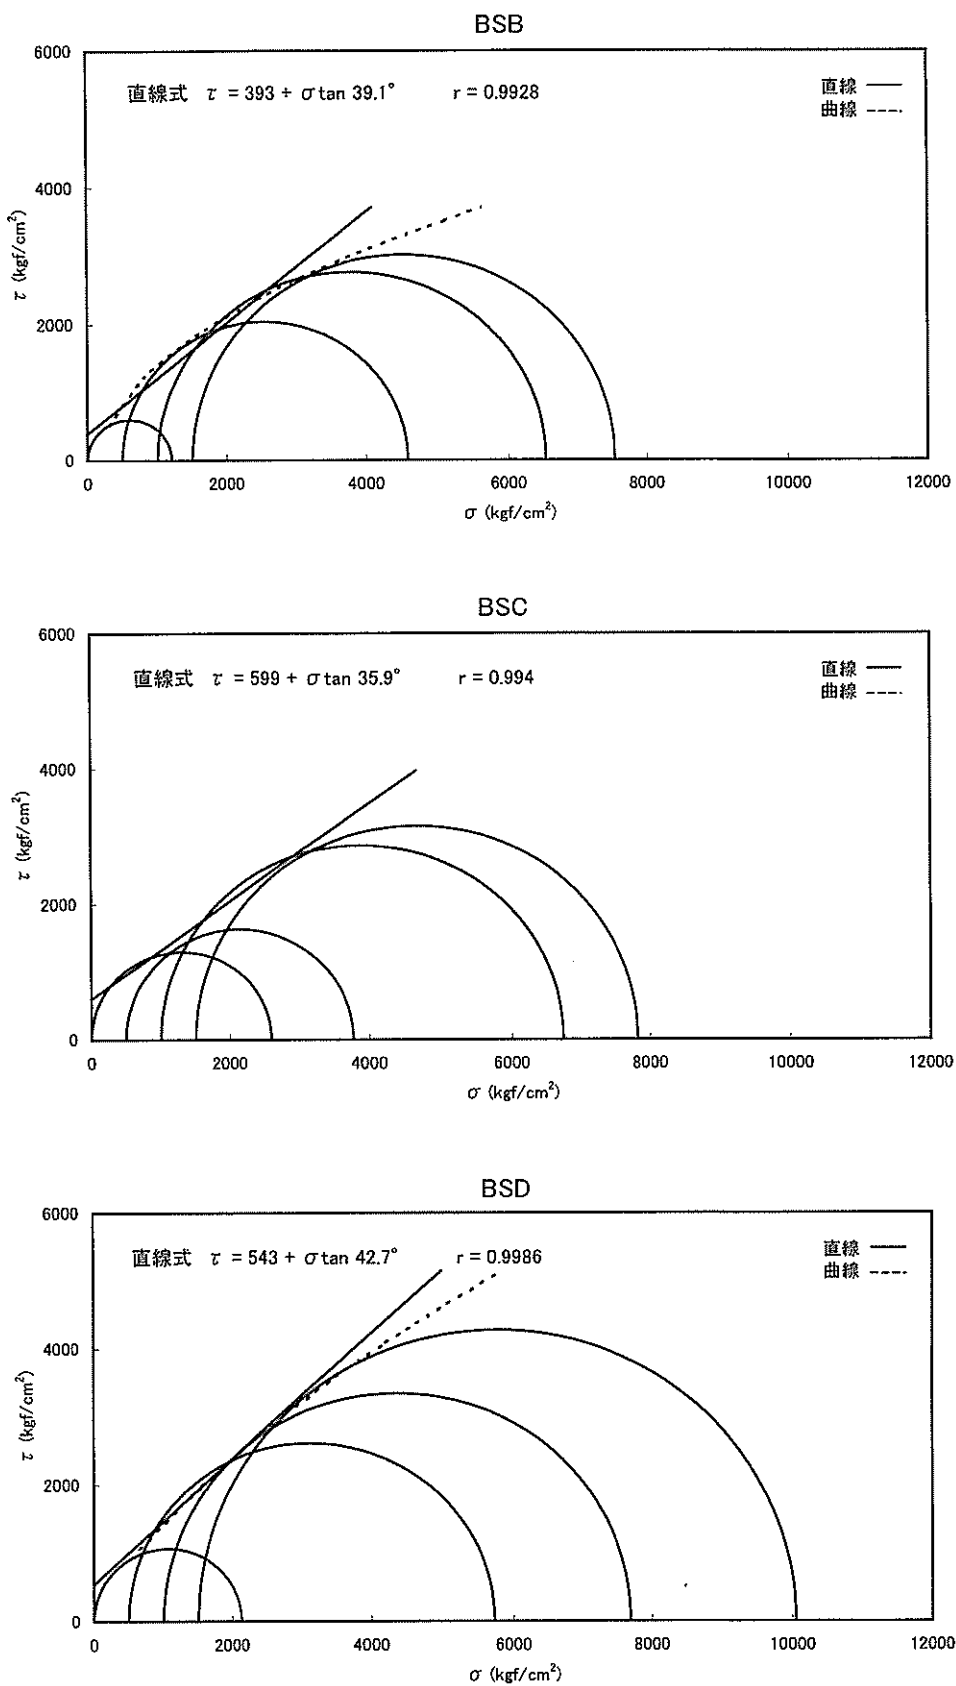 BSB
6000
直線式 τ = 393 + σtan 39.1° r = 0.9928
直線
曲線
4000
τ (kgf/cm²)
2000
0
0 2000 4000 6000 8000 10000 12000
σ (kgf/cm²)
BSC
6000
直線式 τ = 599 + σtan 35.9° r = 0.994
直線
曲線
4000
τ (kgf/cm²)
2000
0
0 2000 4000 6000 8000 10000 12000
σ (kgf/cm²)
BSD
6000
直線式 τ = 543 + σtan 42.7° r = 0.9986
直線
曲線
4000
τ (kgf/cm²)
2000
0
0 2000 4000 6000 8000 10000 12000
σ (kgf/cm²)